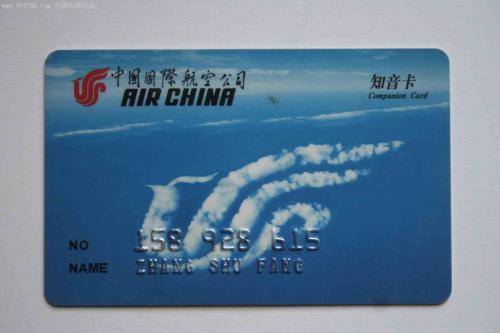 中国国際航空公司
AIR CHINA
知音卡
Companion Card
NO 158 928 615
NAME ZHANG SHU FANG